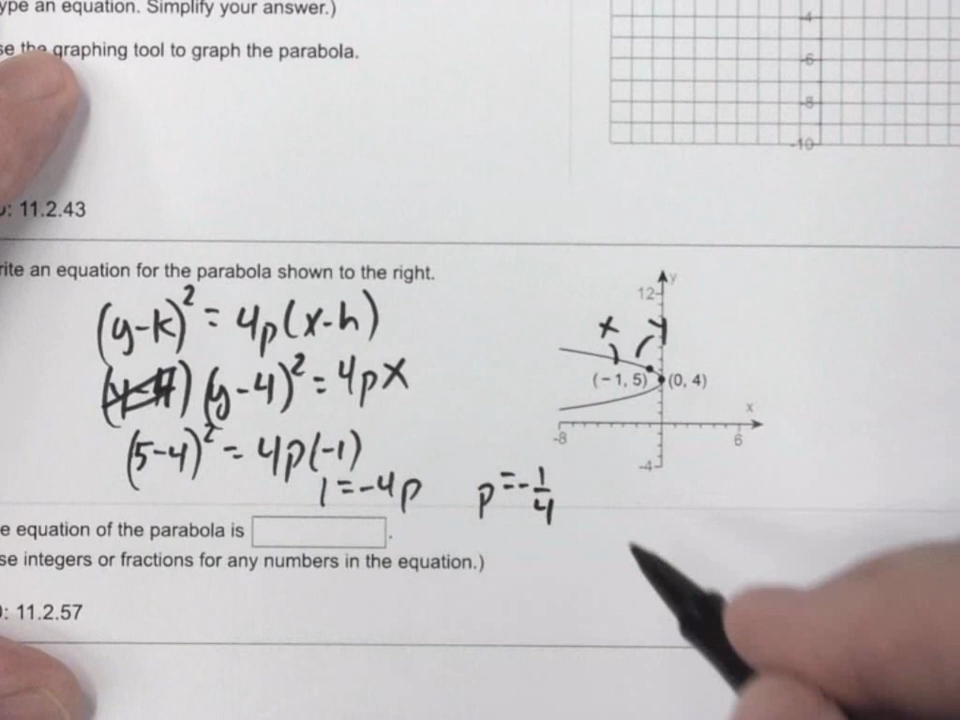 ype an equation. Simplify your answer.)
se the graphing tool to graph the parabola.
-4
-6
-8
-10
: 11.2.43
rite an equation for the parabola shown to the right.
(y-k)² = 4p(x-h)
(y-4)² = 4px
(5-4)² = 4p(-1)
1 = -4p
p = -1/4
y
12
x y
(-1, 5)
(0, 4)
x
-8
6
-4
e equation of the parabola is
.
se integers or fractions for any numbers in the equation.)
: 11.2.57